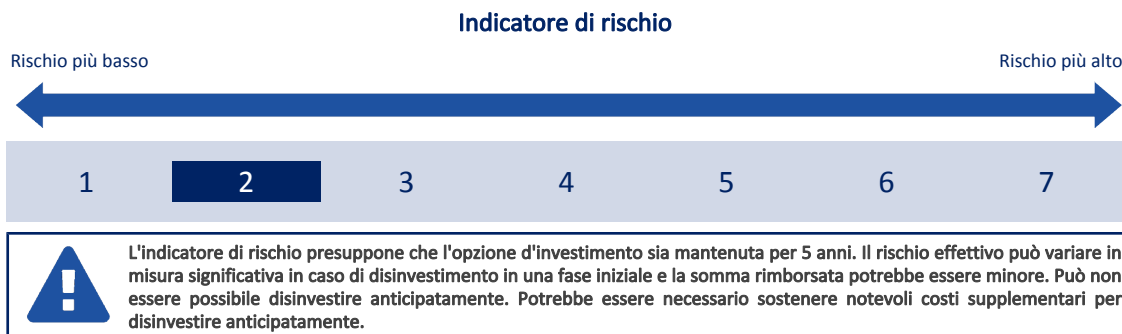 Indicatore di rischio
Rischio più basso
Rischio più alto
1 2 3 4 5 6 7
L'indicatore di rischio presuppone che l'opzione d'investimento sia mantenuta per 5 anni. Il rischio effettivo può variare in
misura significativa in caso di disinvestimento in una fase iniziale e la somma rimborsata potrebbe essere minore. Può non
essere possibile disinvestire anticipatamente. Potrebbe essere necessario sostenere notevoli costi supplementari per
disinvestire anticipatamente.